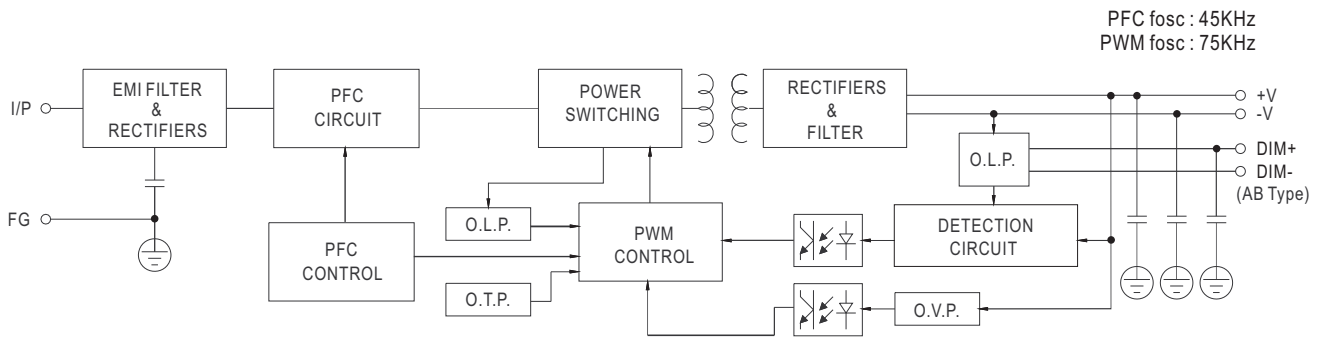 PFC fosc : 45KHz
PWM fosc : 75KHz
I/P
EMI FILTER
&
RECTIFIERS
PFC
CIRCUIT
POWER
SWITCHING
RECTIFIERS
&
FILTER
+V
-V
O.L.P.
DIM+
DIM-
(AB Type)
FG
O.L.P.
PFC
CONTROL
PWM
CONTROL
DETECTION
CIRCUIT
O.T.P.
O.V.P.